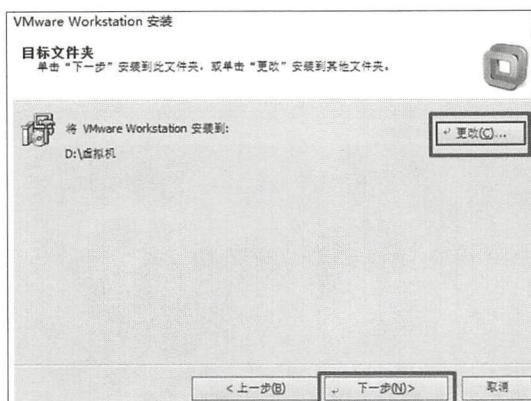 VMware Workstation 安装
目标文件夹
单击“下一步”安装到此文件夹，或单击“更改”安装到其他文件夹。
将 VMware Workstation 安装到:
更改(C)...
D:\虚拟机
<上一步(B)
下一步(N)>
取消